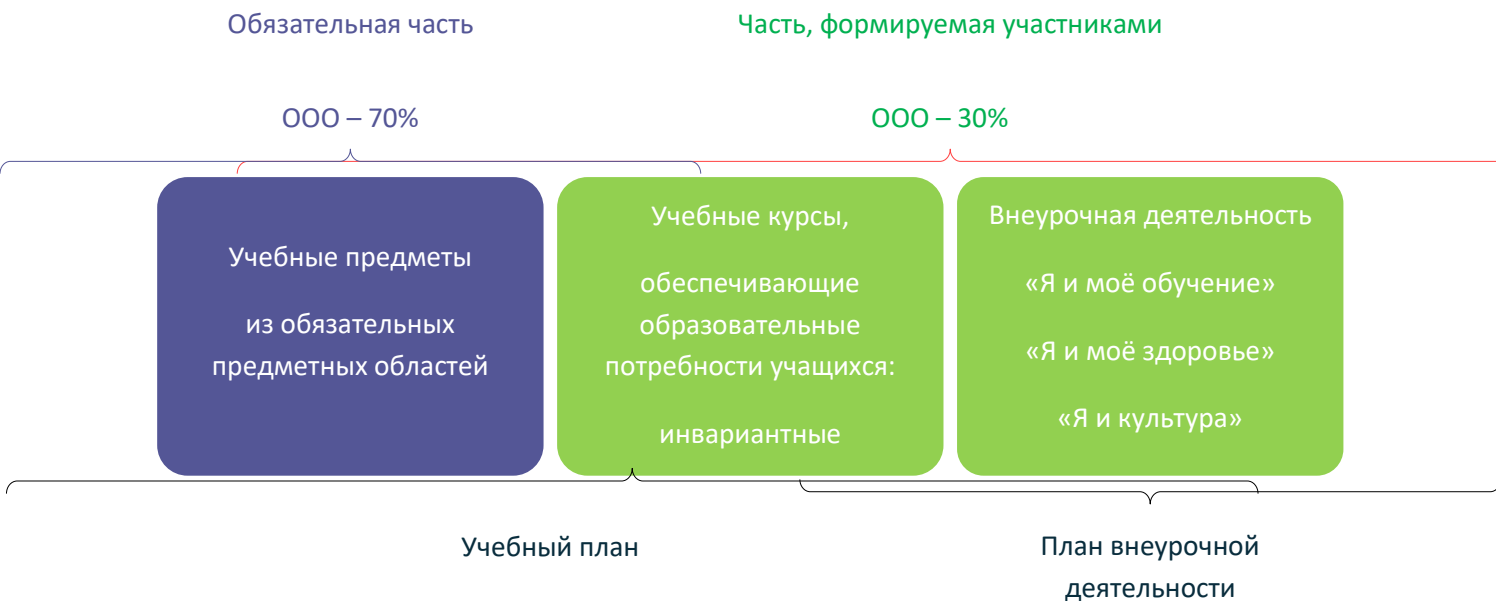 Обязательная часть
Часть, формируемая участниками
ООО – 70%
ООО – 30%
Учебные предметы
из обязательных
предметных областей
Учебные курсы,
обеспечивающие
образовательные
потребности учащихся:
инвариантные
Внеурочная деятельность
«Я и моё обучение»
«Я и моё здоровье»
«Я и культура»
Учебный план
План внеурочной
деятельности